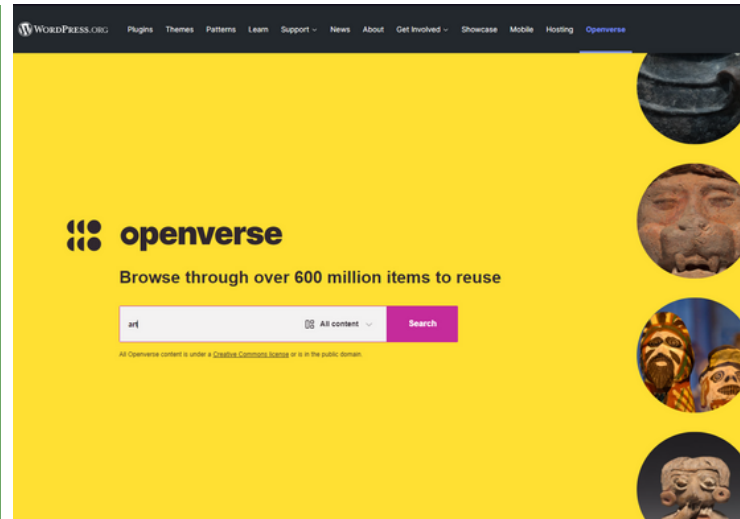 WORDPRESS.ORG Plugins Themes Patterns Learn Support News About Get Involved Showcase Mobile Hosting Openverse
openverse
Browse through over 600 million items to reuse
art All content Search
All Openverse content is under a Creative Commons license or is in the public domain.